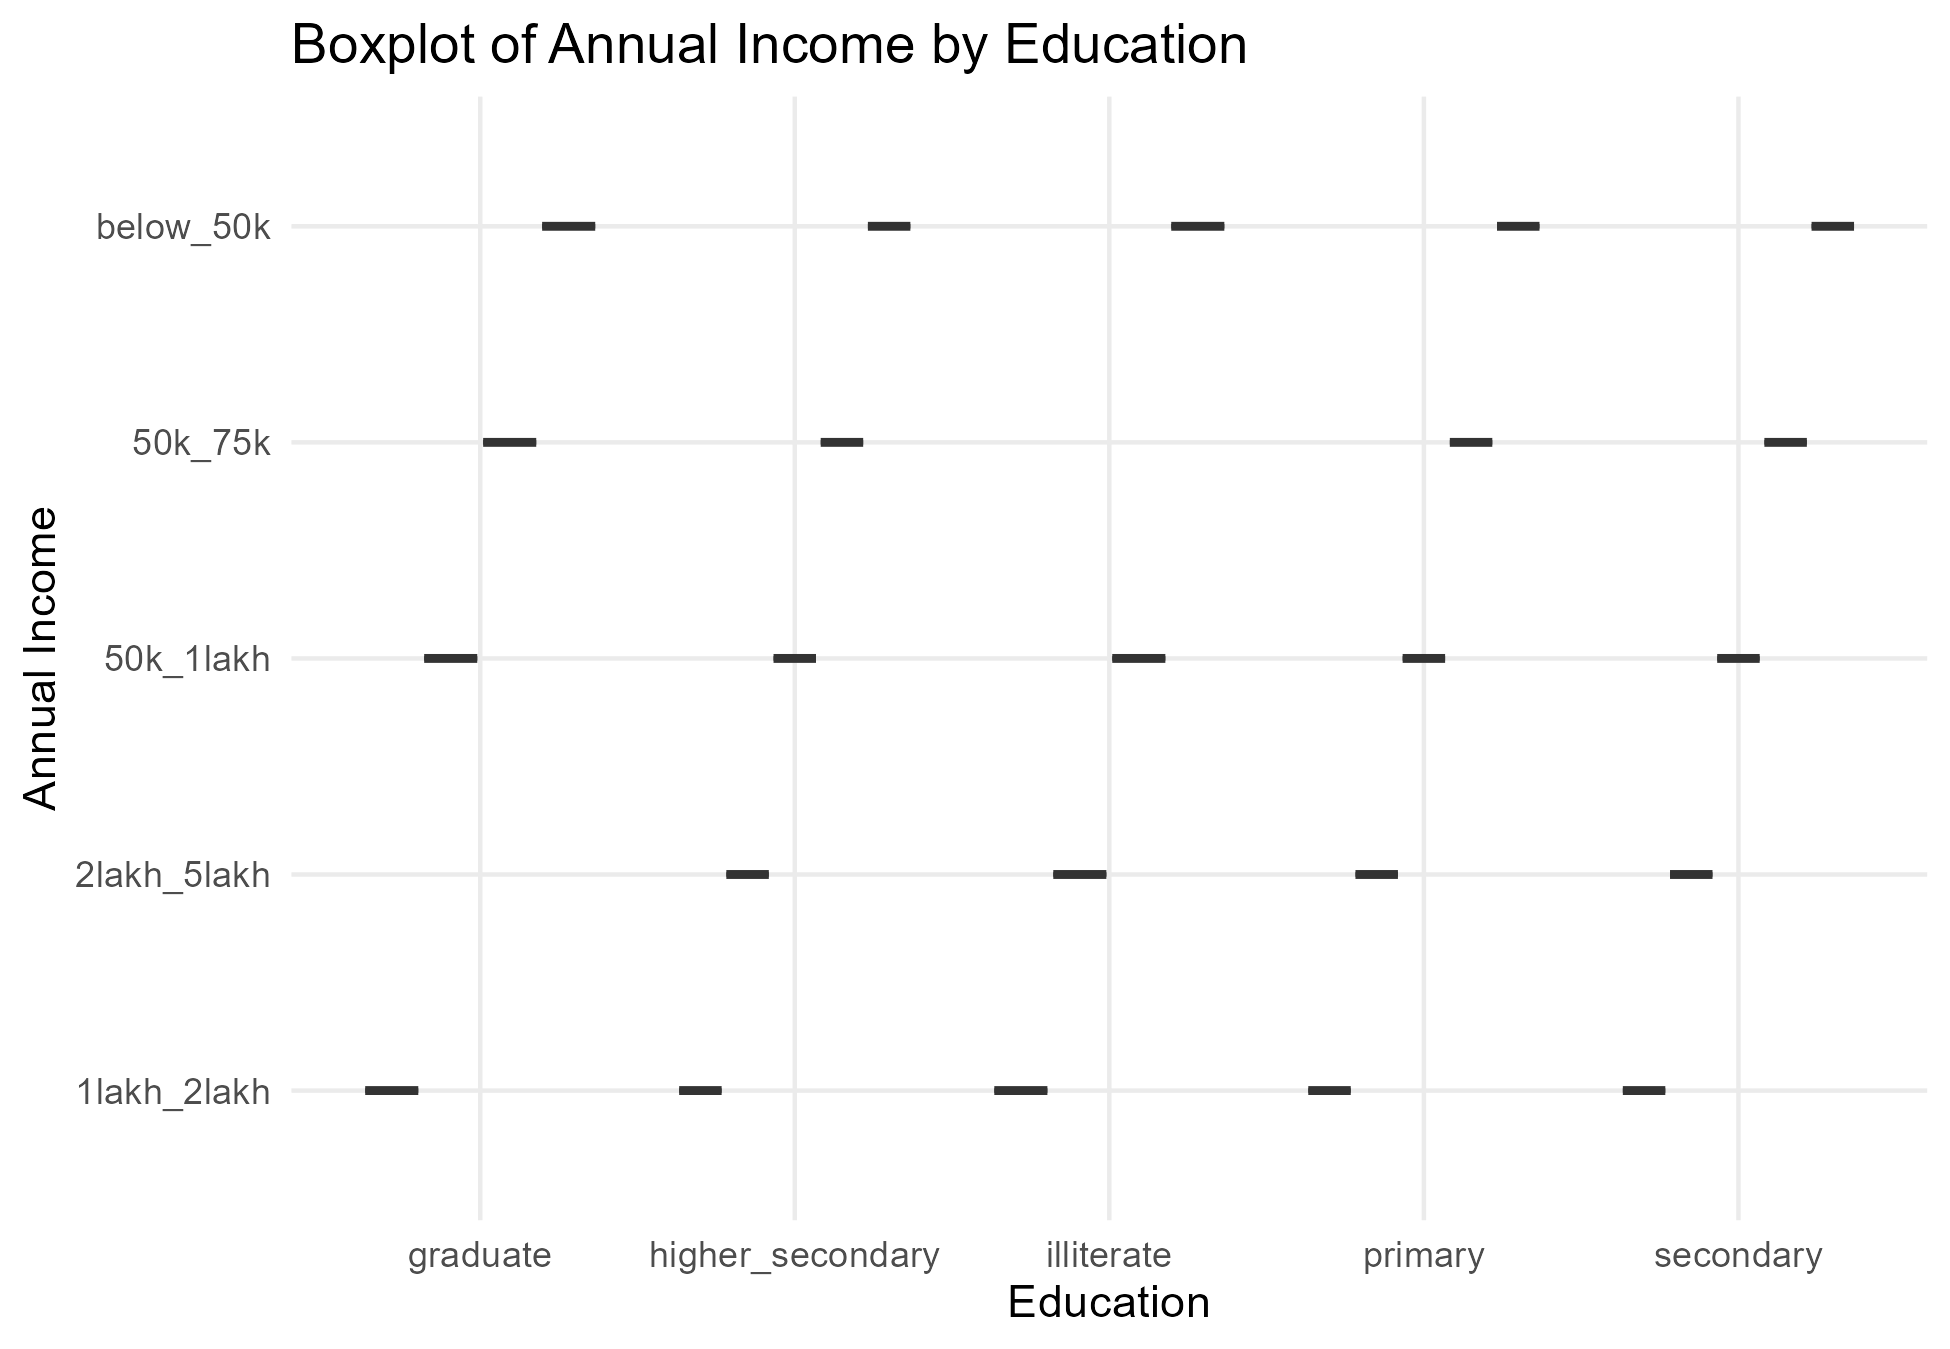 Boxplot of Annual Income by Education
below_50k
50k_75k
50k_1lakh
2lakh_5lakh
1lakh_2lakh
Annual Income
graduate higher_secondary illiterate primary secondary
Education